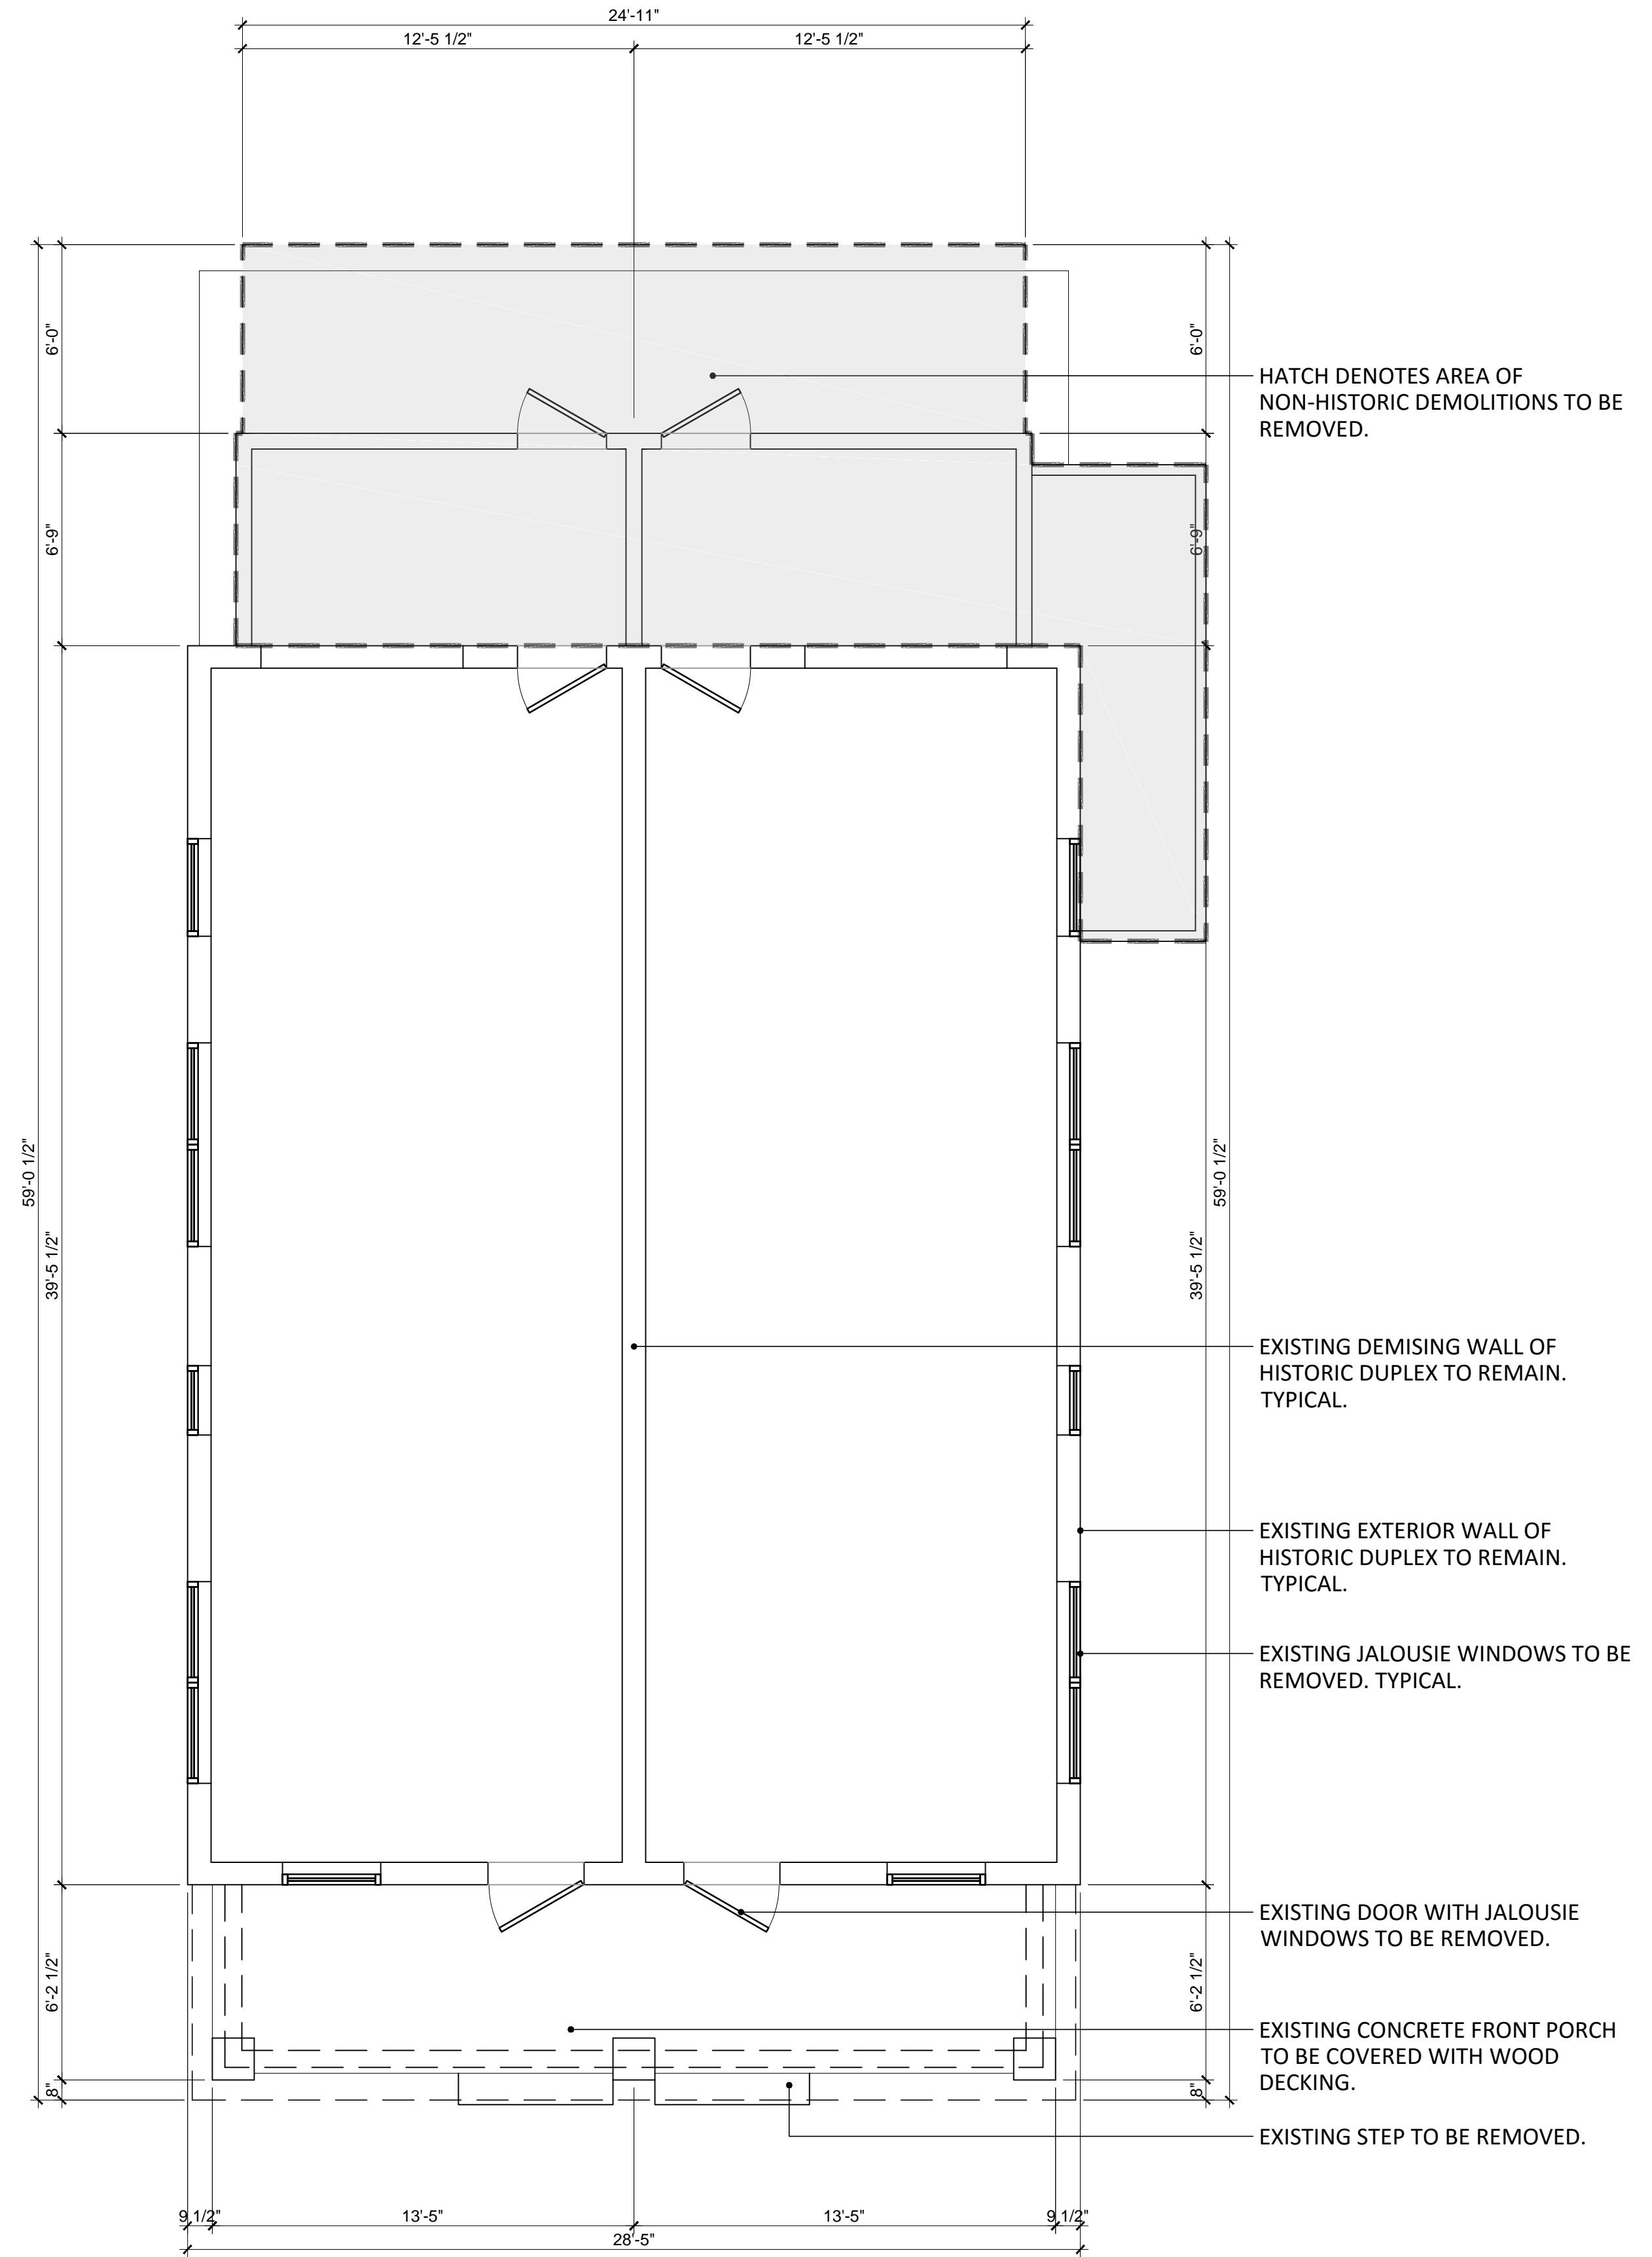 24'-11"
12'-5 1/2"
12'-5 1/2"
6'-0"
6'-0"
HATCH DENOTES AREA OF
NON-HISTORIC DEMOLITIONS TO BE
REMOVED.
6'-9"
6'-9"
59'-0 1/2"
59'-0 1/2"
39'-5 1/2"
39'-5 1/2"
EXISTING DEMISING WALL OF
HISTORIC DUPLEX TO REMAIN.
TYPICAL.
EXISTING EXTERIOR WALL OF
HISTORIC DUPLEX TO REMAIN.
TYPICAL.
EXISTING JALOUSIE WINDOWS TO BE
REMOVED. TYPICAL.
EXISTING DOOR WITH JALOUSIE
WINDOWS TO BE REMOVED.
6'-2 1/2"
6'-2 1/2"
EXISTING CONCRETE FRONT PORCH
TO BE COVERED WITH WOOD
DECKING.
8"
8"
EXISTING STEP TO BE REMOVED.
9 1/2"
13'-5"
13'-5"
9 1/2"
28'-5"